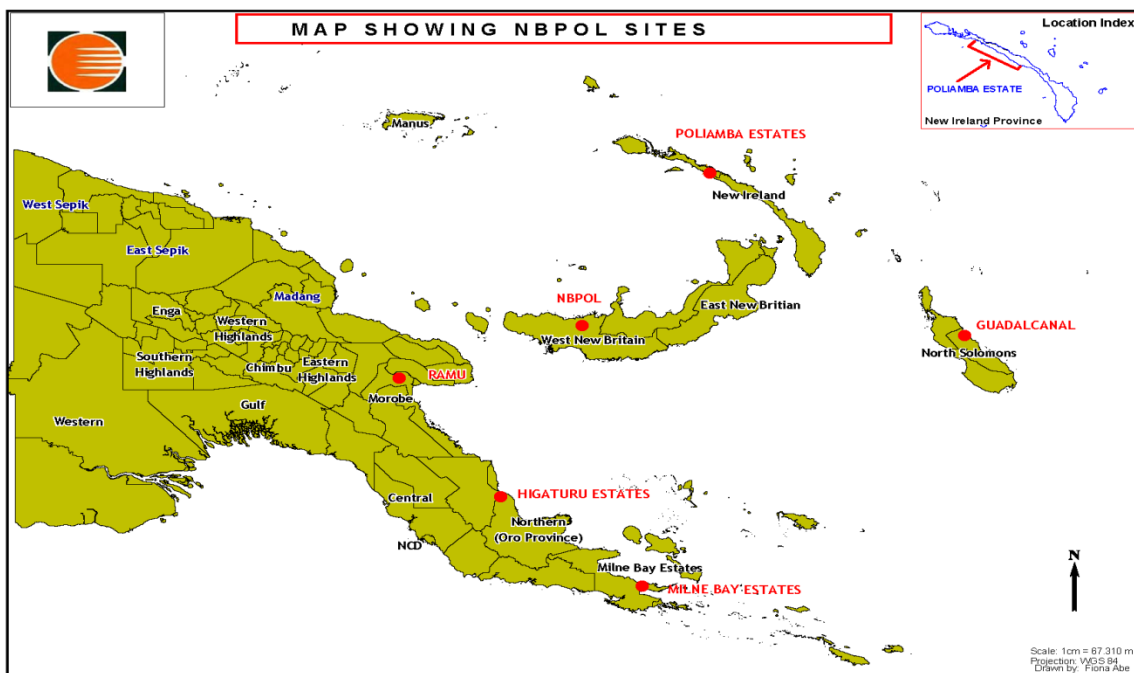 MAP SHOWING NBPOL SITES
Location Index
POLIAMBA ESTATE
New Ireland Province
Manus
POLIAMBA ESTATES
New Ireland
West Sepik
East Sepik
Madang
NBPOL
East New Britian
Enga
Western
Highlands
West New Britain
GUADALCANAL
North Solomons
Southern
Highlands
Chimbu
Eastern
Highlands
RAMU
Morobe
Gulf
Western
Central
HIGATURU ESTATES
Northern
(Oro Province)
NCD
Milne Bay Estates
MILNE BAY ESTATES
N
Scale: 1cm = 67.310 m
Projection: WGS 84
Drawn by: Fiona Abe